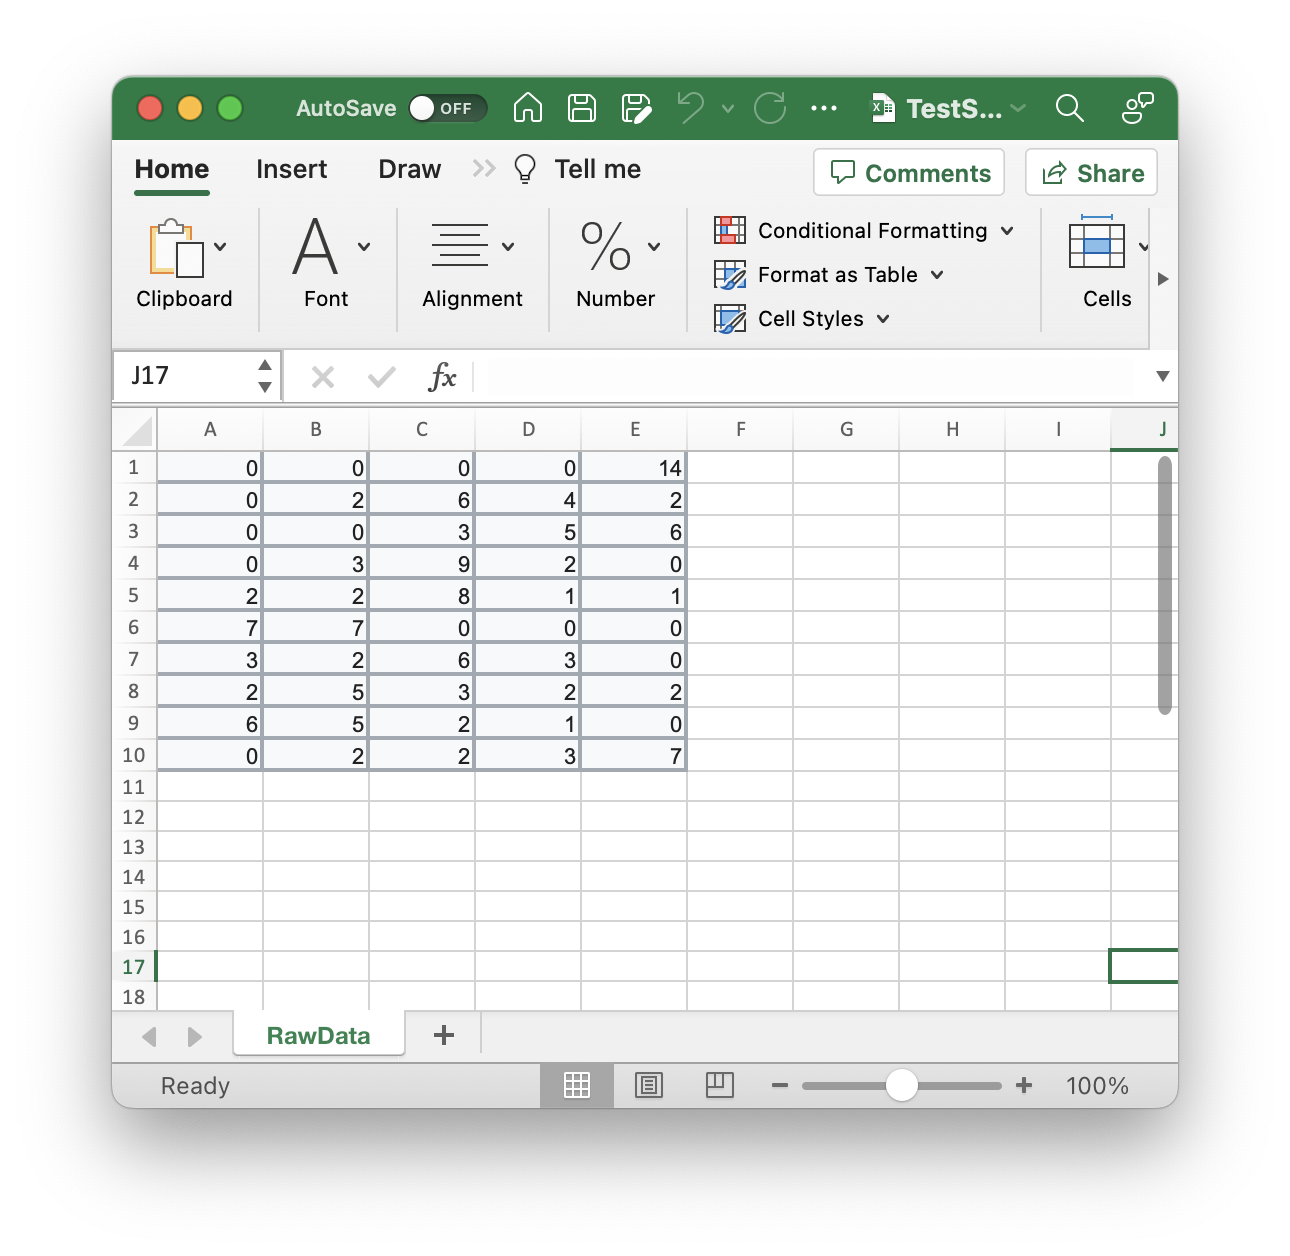 AutoSave OFF TestS...
Home Insert Draw >> Tell me Comments Share
Clipboard Font Alignment Number Conditional Formatting Format as Table Cell Styles Cells
J17 fx
A B C D E F G H I J
1 0 0 0 0 14
2 0 2 6 4 2
3 0 0 3 5 6
4 0 3 9 2 0
5 2 2 8 1 1
6 7 7 0 0 0
7 3 2 6 3 0
8 2 5 3 2 2
9 6 5 2 1 0
10 0 2 2 3 7
11
12
13
14
15
16
17
18
RawData +
Ready 100%